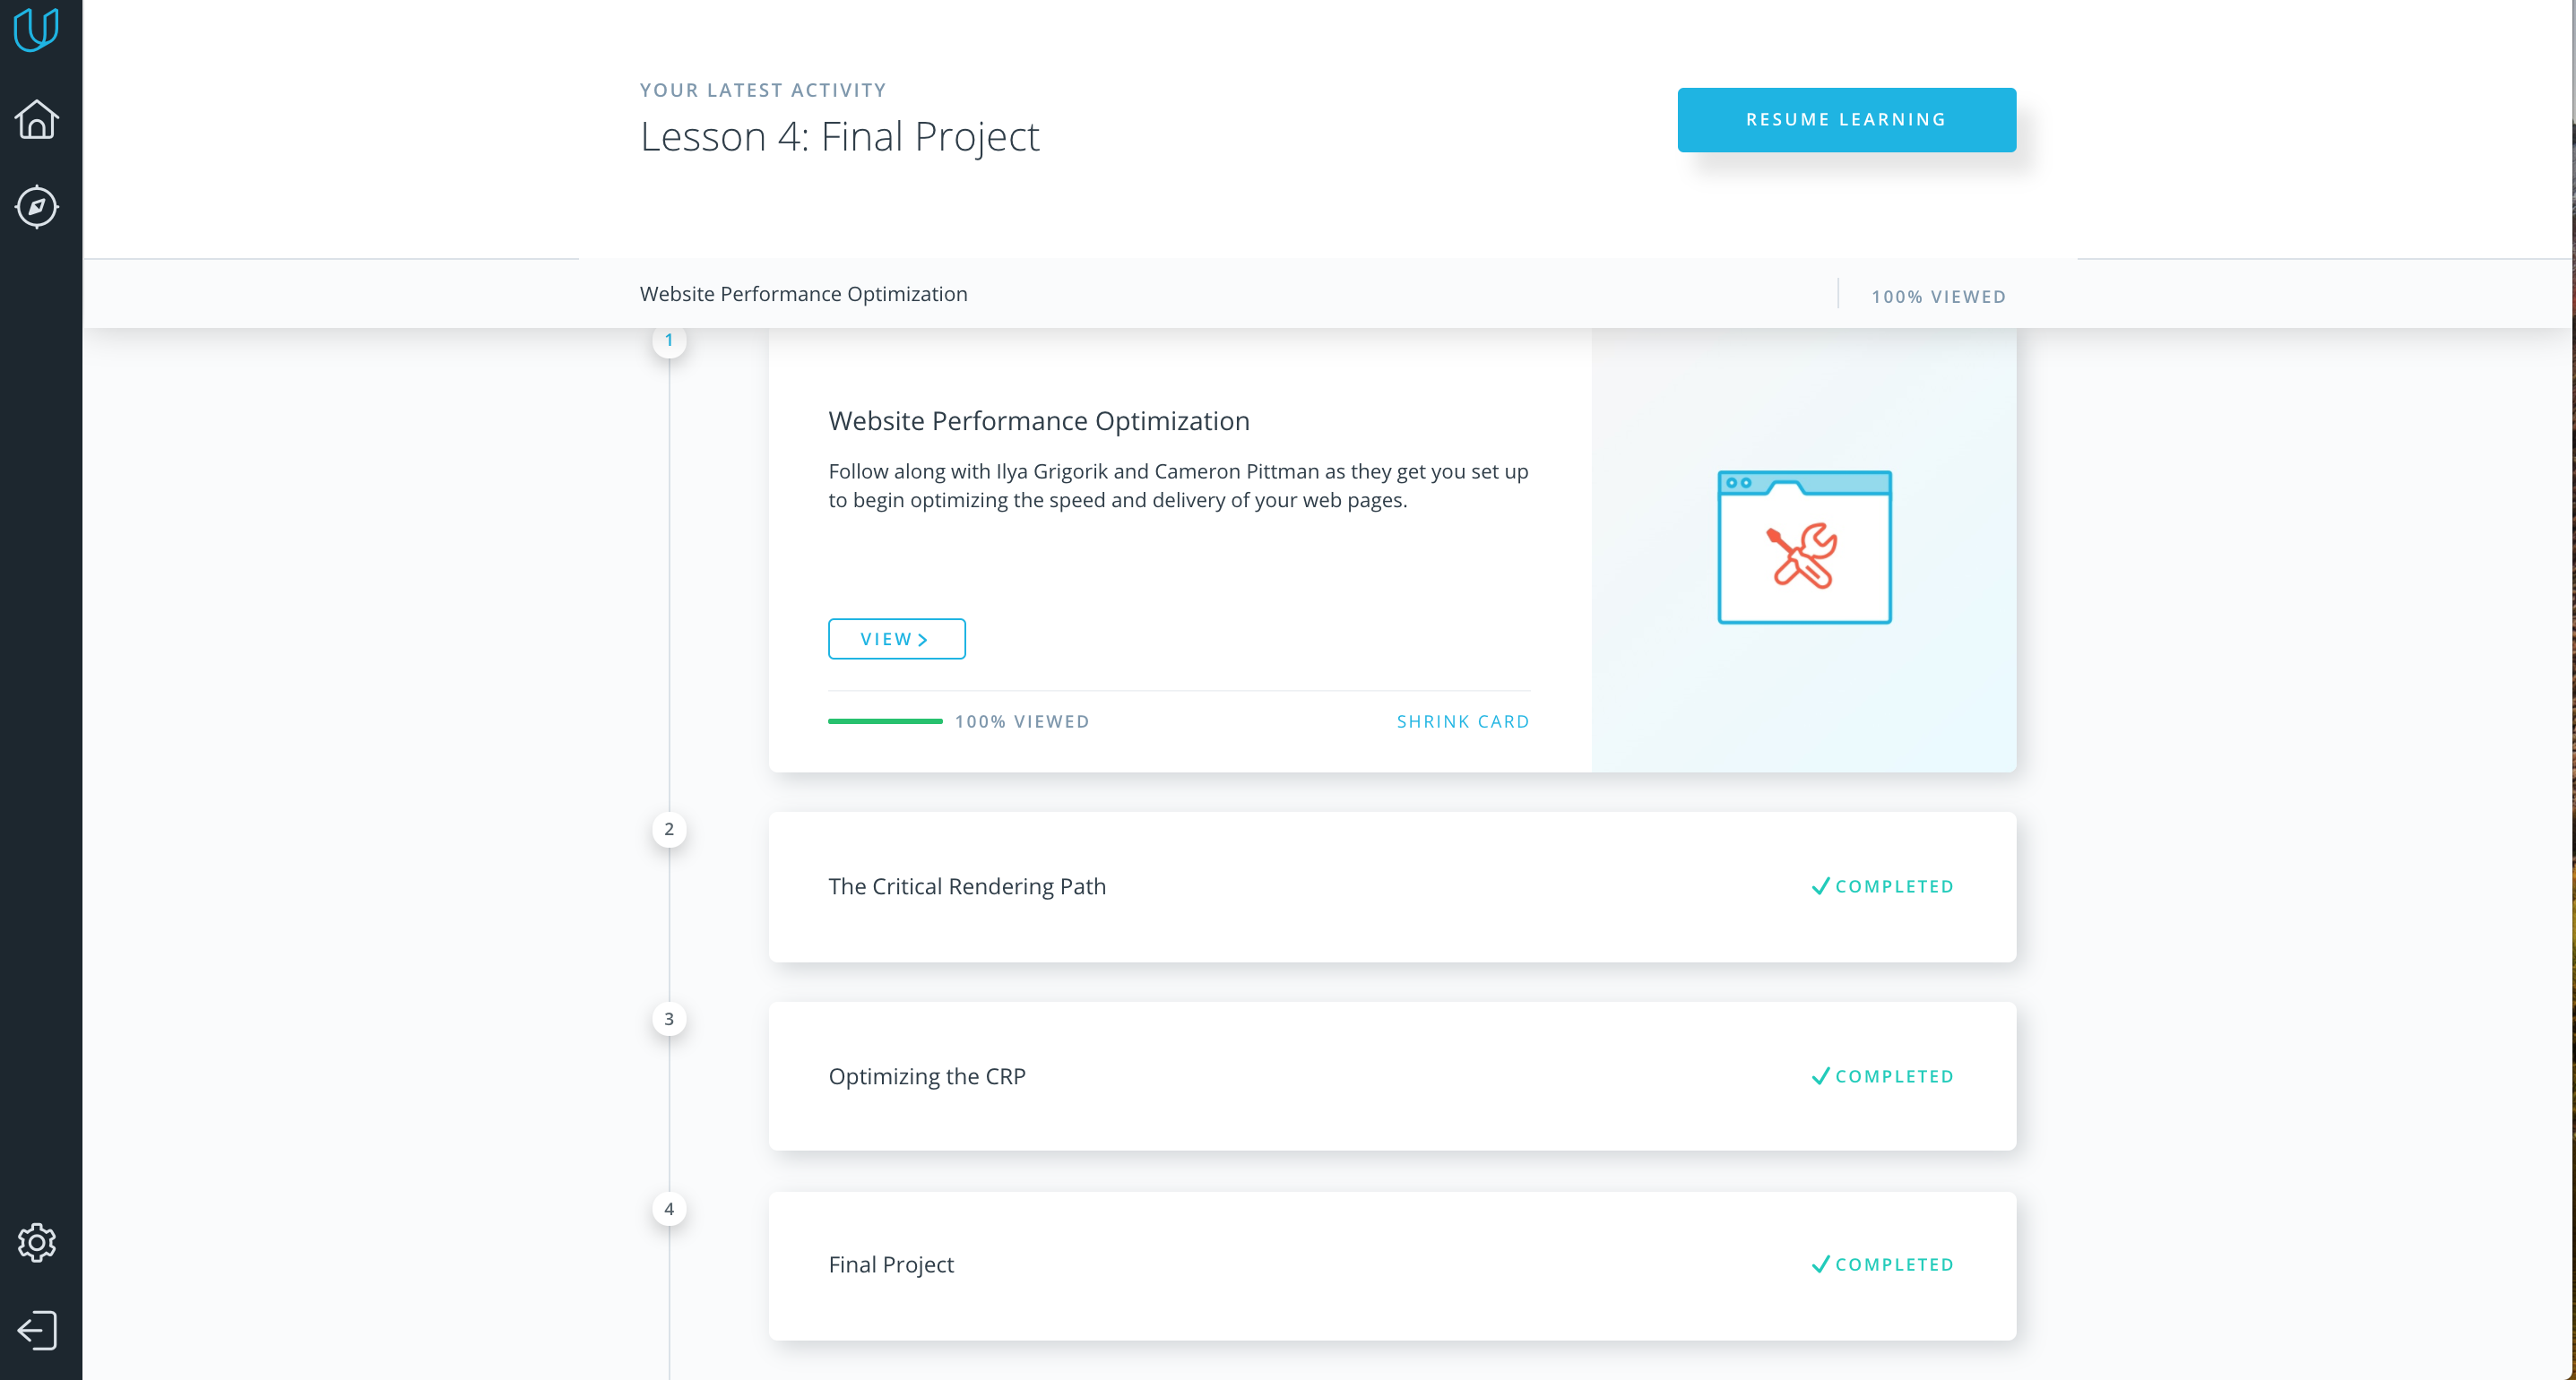 YOUR LATEST ACTIVITY
Lesson 4: Final Project
RESUME LEARNING
Website Performance Optimization
100% VIEWED
1
Website Performance Optimization
Follow along with Ilya Grigorik and Cameron Pittman as they get you set up
to begin optimizing the speed and delivery of your web pages.
VIEW >
100% VIEWED
SHRINK CARD
2
The Critical Rendering Path
COMPLETED
3
Optimizing the CRP
COMPLETED
4
Final Project
COMPLETED